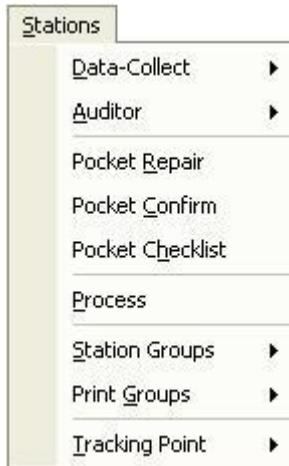 Stations
Data-Collect
Auditor
Pocket Repair
Pocket Confirm
Pocket Checklist
Process
Station Groups
Print Groups
Tracking Point